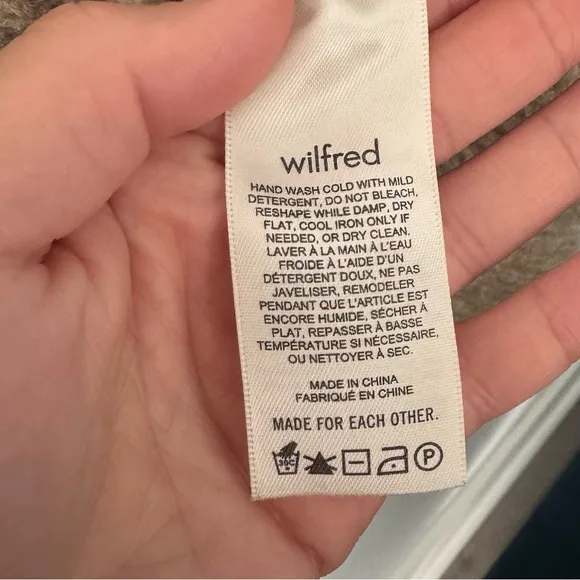 wilfred
HAND WASH COLD WITH MILD
DETERGENT, DO NOT BLEACH,
RESHAPE WHILE DAMP, DRY
FLAT, COOL IRON ONLY IF
NEEDED, OR DRY CLEAN.
LAVER À LA MAIN À L'EAU
FROIDE À L'AIDE D'UN
DÉTERGENT DOUX, NE PAS
JAVELISER, REMODELER
PENDANT QUE L'ARTICLE EST
ENCORE HUMIDE, SÉCHER À
PLAT, REPASSER À BASSE
TEMPÉRATURE SI NÉCESSAIRE,
OU NETTOYER À SEC.
MADE IN CHINA
FABRIQUÉ EN CHINE
MADE FOR EACH OTHER.
30C P